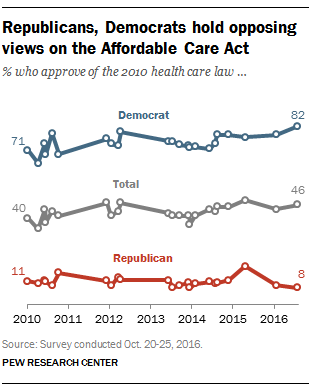 Republicans, Democrats hold opposing
views on the Affordable Care Act
% who approve of the 2010 health care law ...
Democrat
82
71
Total
46
40
Republican
11
8
2010 2011 2012 2013 2014 2015 2016
Source: Survey conducted Oct. 20-25, 2016.
PEW RESEARCH CENTER